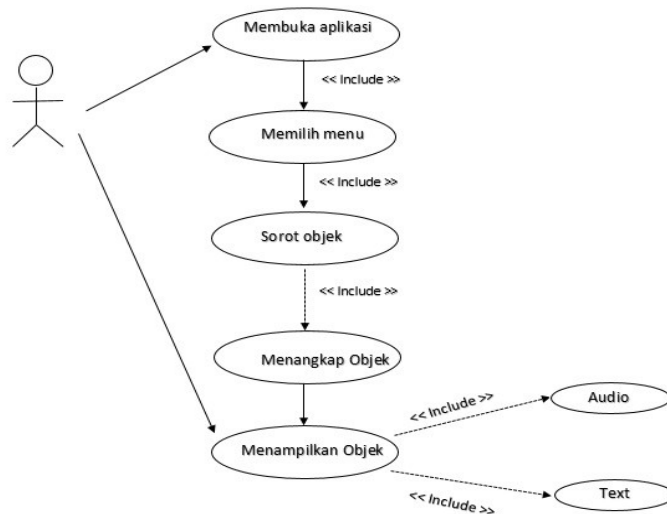 Membuka aplikasi
<< Include >>
Memilih menu
<< Include >>
Sorot objek
<< Include >>
Menangkap Objek
<< Include >>
Audio
Menampilkan Objek
<< Include >>
Text